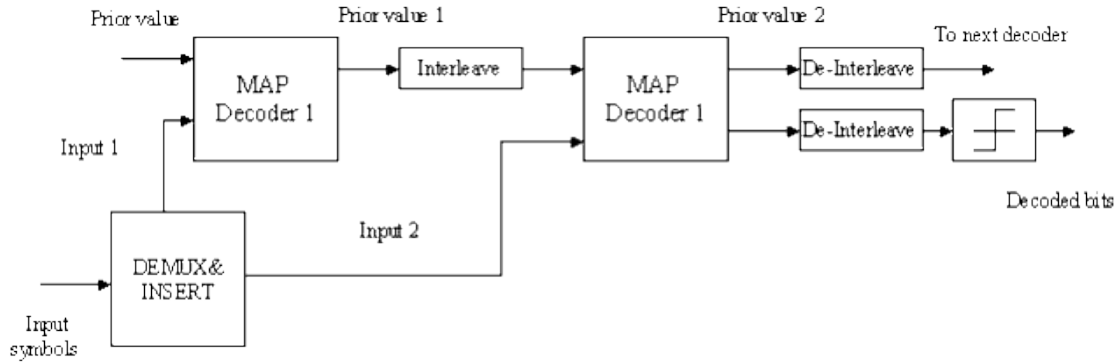 Prior value
Prior value 1
Prior value 2
To next decoder
MAP
Decoder 1
Interleave
MAP
Decoder 1
De-Interleave
De-Interleave
Input 1
Input 2
Decoded bits
DEMUX&
INSERT
Input
symbols